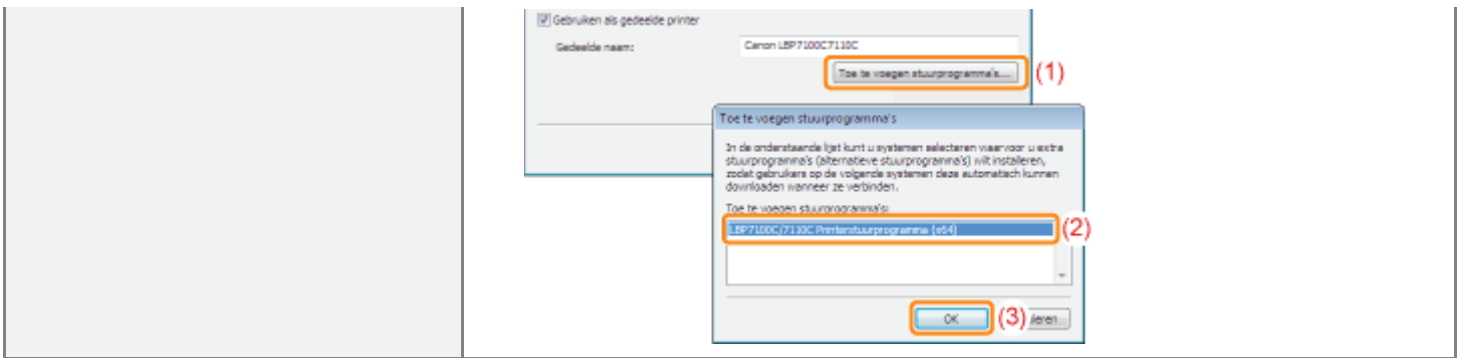 Gebruiken als gedeelde printer
Gedeelde naam:
Canon LBP7100C7110C
Toe te voegen stuurprogramma's...
(1)
Toe te voegen stuurprogramma's
In de onderstaande lijst kunt u systemen selecteren waarvoor u extra
stuurprogramma's (alternatieve stuurprogramma's) wilt installeren,
zodat gebruikers op de volgende systemen deze automatisch kunnen
downloaden wanneer ze verbinden.
Toe te voegen stuurprogramma's:
LBP7100C/7110C Printerstuurprogramma (x64)
(2)
OK
(3)
leren